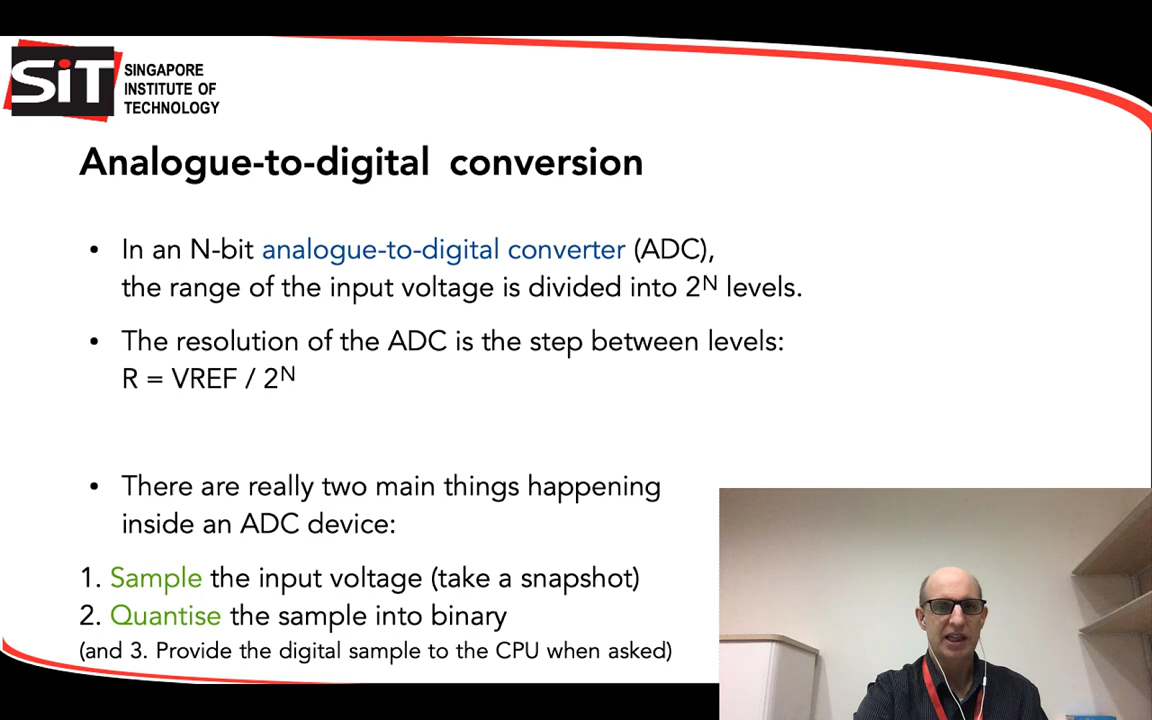 SiT
SINGAPORE
INSTITUTE OF
TECHNOLOGY
Analogue-to-digital conversion
• In an N-bit analogue-to-digital converter (ADC),
the range of the input voltage is divided into 2ᴺ levels.
• The resolution of the ADC is the step between levels:
R = VREF / 2ᴺ
• There are really two main things happening
inside an ADC device:
1. Sample the input voltage (take a snapshot)
2. Quantise the sample into binary
(and 3. Provide the digital sample to the CPU when asked)